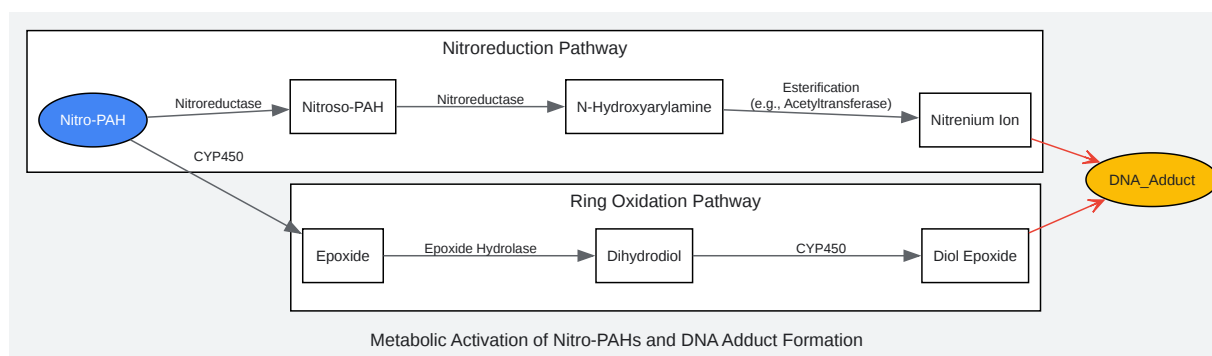 Nitroreduction Pathway
Nitro-PAH
Nitroreductase
Nitroso-PAH
Nitroreductase
N-Hydroxyarylamine
Esterification
(e.g., Acetyltransferase)
Nitrenium Ion
CYP450
DNA_Adduct
Ring Oxidation Pathway
Epoxide
Epoxide Hydrolase
Dihydrodiol
CYP450
Diol Epoxide
Metabolic Activation of Nitro-PAHs and DNA Adduct Formation